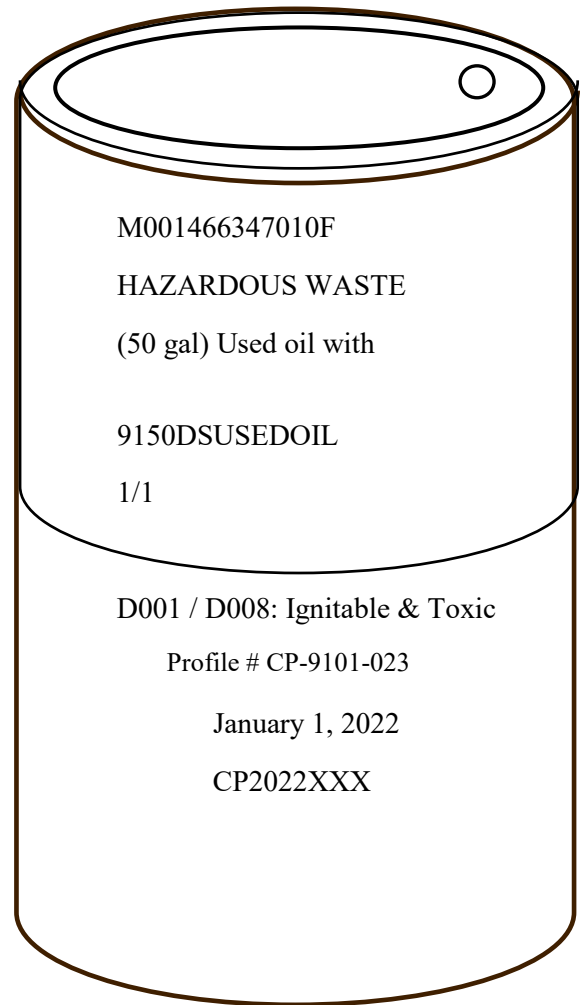 M001466347010F
HAZARDOUS WASTE
(50 gal) Used oil with
9150DSUSEDOIL
1/1
D001 / D008: Ignitable & Toxic
Profile # CP-9101-023
January 1, 2022
CP2022XXX